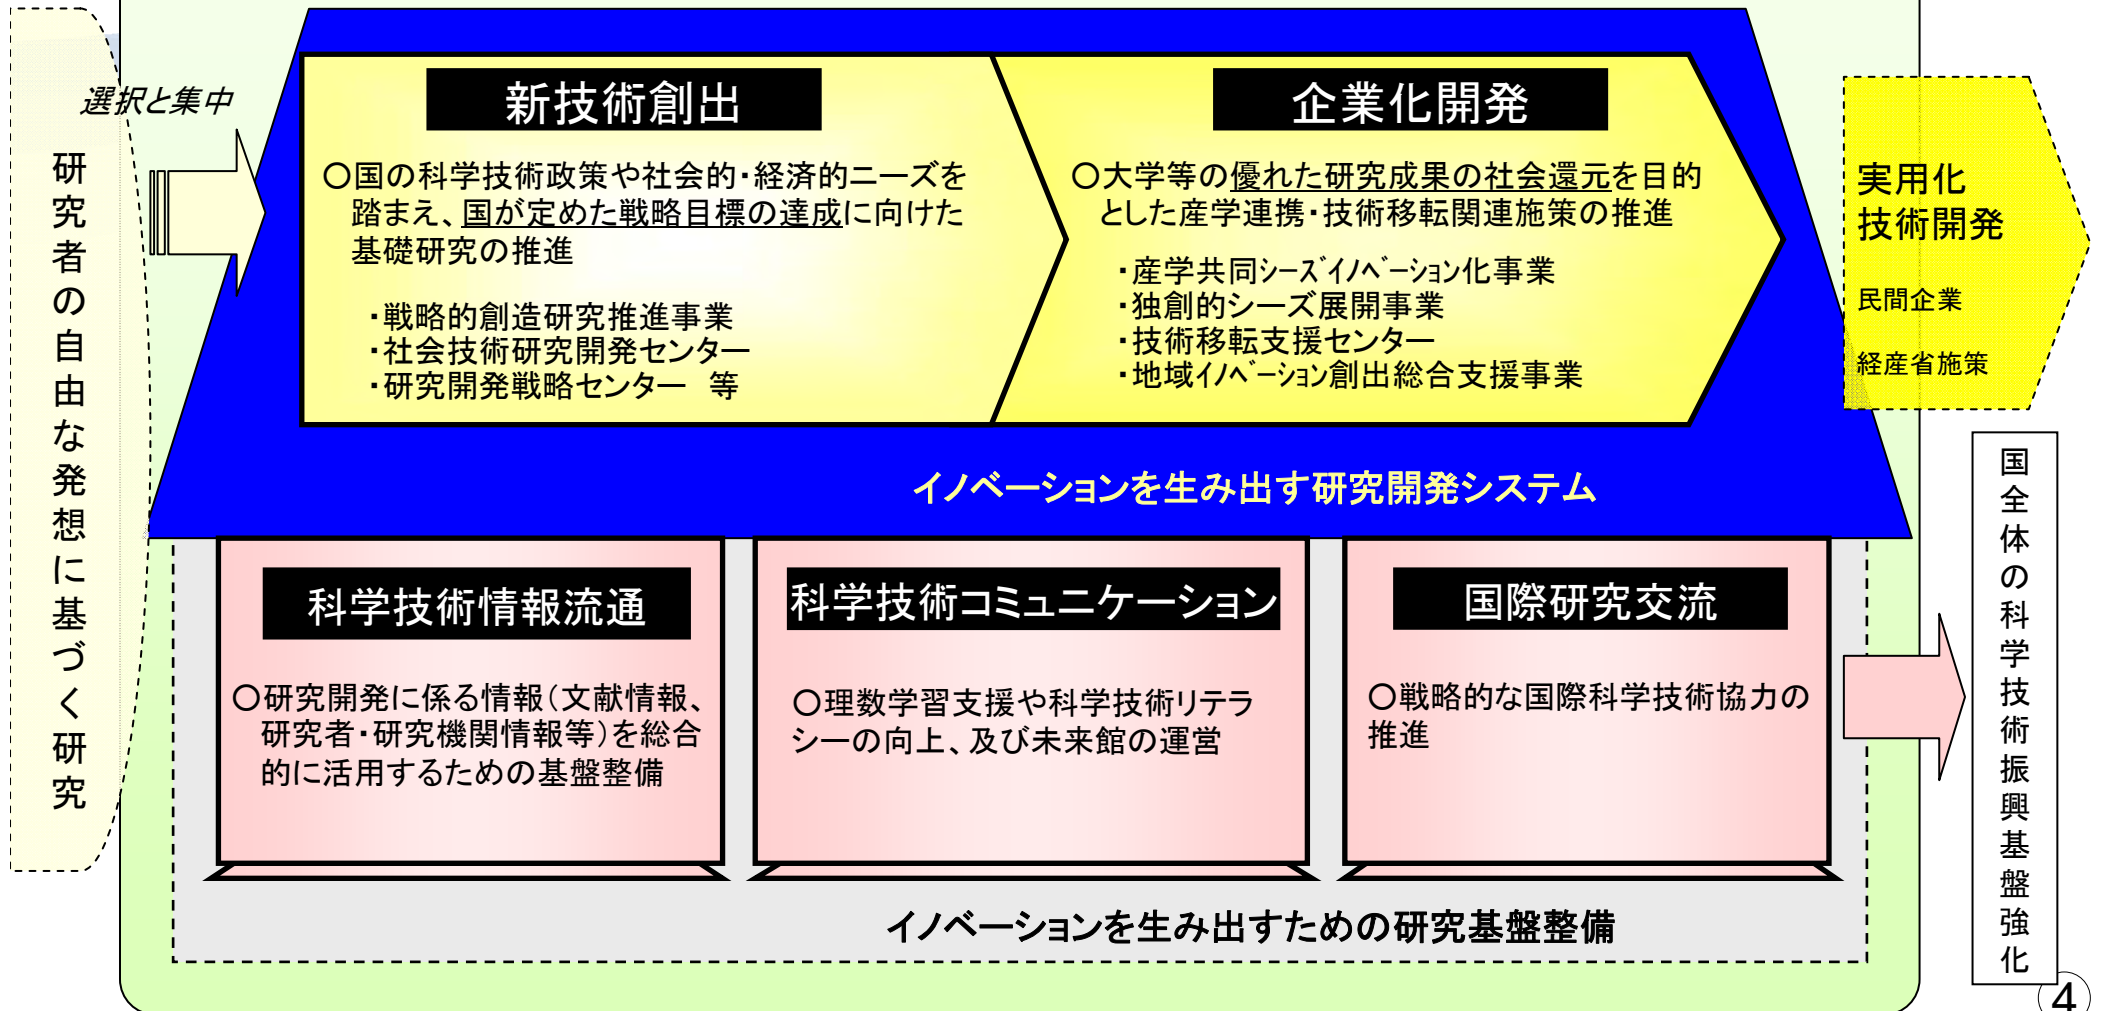 選択と集中
研究者の自由な発想に基づく研究
新技術創出
○国の科学技術政策や社会的・経済的ニーズを
踏まえ、国が定めた戦略目標の達成に向けた
基礎研究の推進
・戦略的創造研究推進事業
・社会技術研究開発センター
・研究開発戦略センター 等
企業化開発
○大学等の優れた研究成果の社会還元を目的
とした産学連携・技術移転関連施策の推進
・産学共同シーズイノベーション化事業
・独創的シーズ展開事業
・技術移転支援センター
・地域イノベーション創出総合支援事業
実用化
技術開発
民間企業
経産省施策
イノベーションを生み出す研究開発システム
科学技術情報流通
○研究開発に係る情報(文献情報、
研究者・研究機関情報等)を総合
的に活用するための基盤整備
科学技術コミュニケーション
○理数学習支援や科学技術リテラ
シーの向上、及び未来館の運営
国際研究交流
○戦略的な国際科学技術協力の
推進
イノベーションを生み出すための研究基盤整備
国全体の科学技術振興基盤強化
4